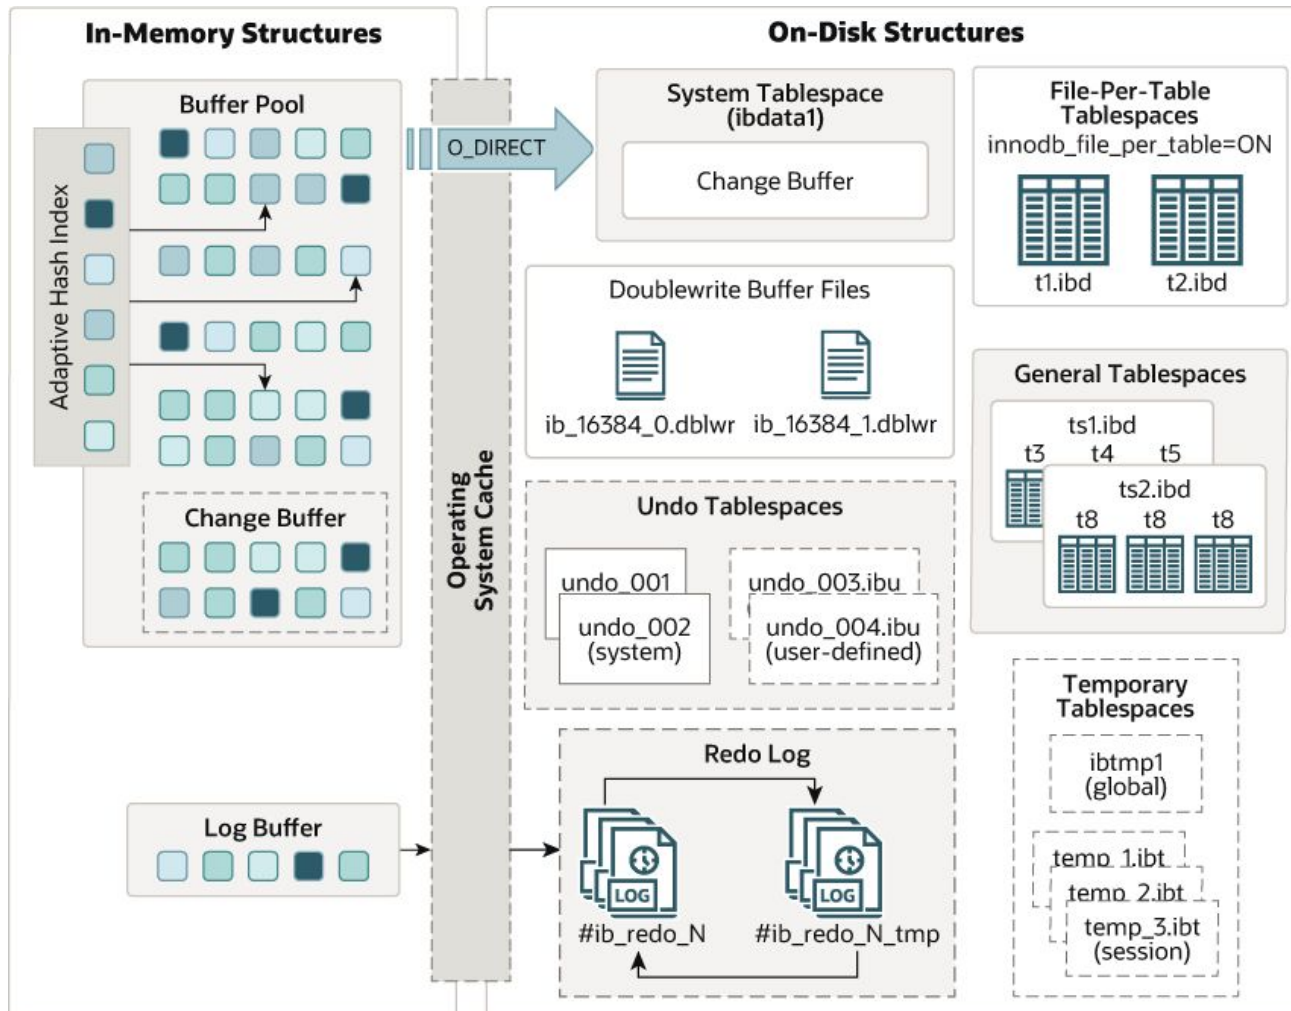 In-Memory Structures
Buffer Pool
Adaptive Hash Index
Change Buffer
Log Buffer
Operating
System Cache
O_DIRECT
On-Disk Structures
System Tablespace
(ibdata1)
Change Buffer
Doublewrite Buffer Files
ib_16384_0.dblwr
ib_16384_1.dblwr
Undo Tablespaces
undo_001
undo_002
(system)
undo_003.ibu
undo_004.ibu
(user-defined)
Redo Log
LOG
LOG
#ib_redo_N
#ib_redo_N_tmp
File-Per-Table
Tablespaces
innodb_file_per_table=ON
t1.ibd
t2.ibd
General Tablespaces
ts1.ibd
t3 t4 t5
ts2.ibd
t8 t8 t8
Temporary
Tablespaces
ibtmp1
(global)
temp_1.ibt
temp_2.ibt
temp_3.ibt
(session)